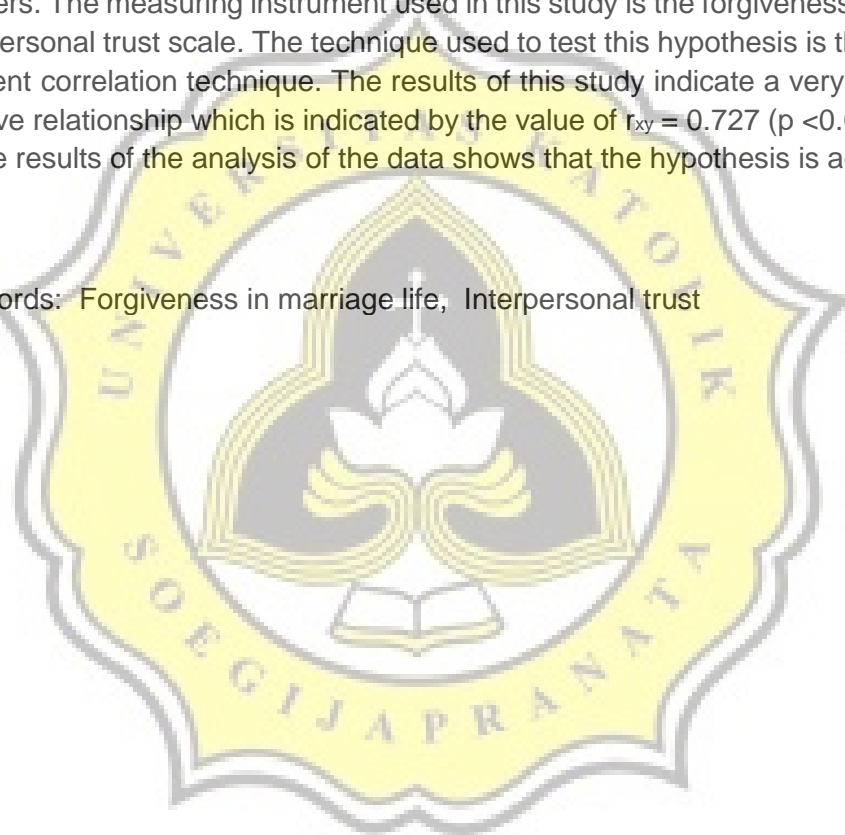 ers. The measuring instrument used in this study is the forgiveness
personal trust scale. The technique used to test this hypothesis is th
ent correlation technique. The results of this study indicate a very
ve relationship which is indicated by the value of rxy = 0.727 (p <0.
e results of the analysis of the data shows that the hypothesis is a
ords: Forgiveness in marriage life, Interpersonal trust
UNIVERSITAS KATOLIK
SOEGIJAPRANATA